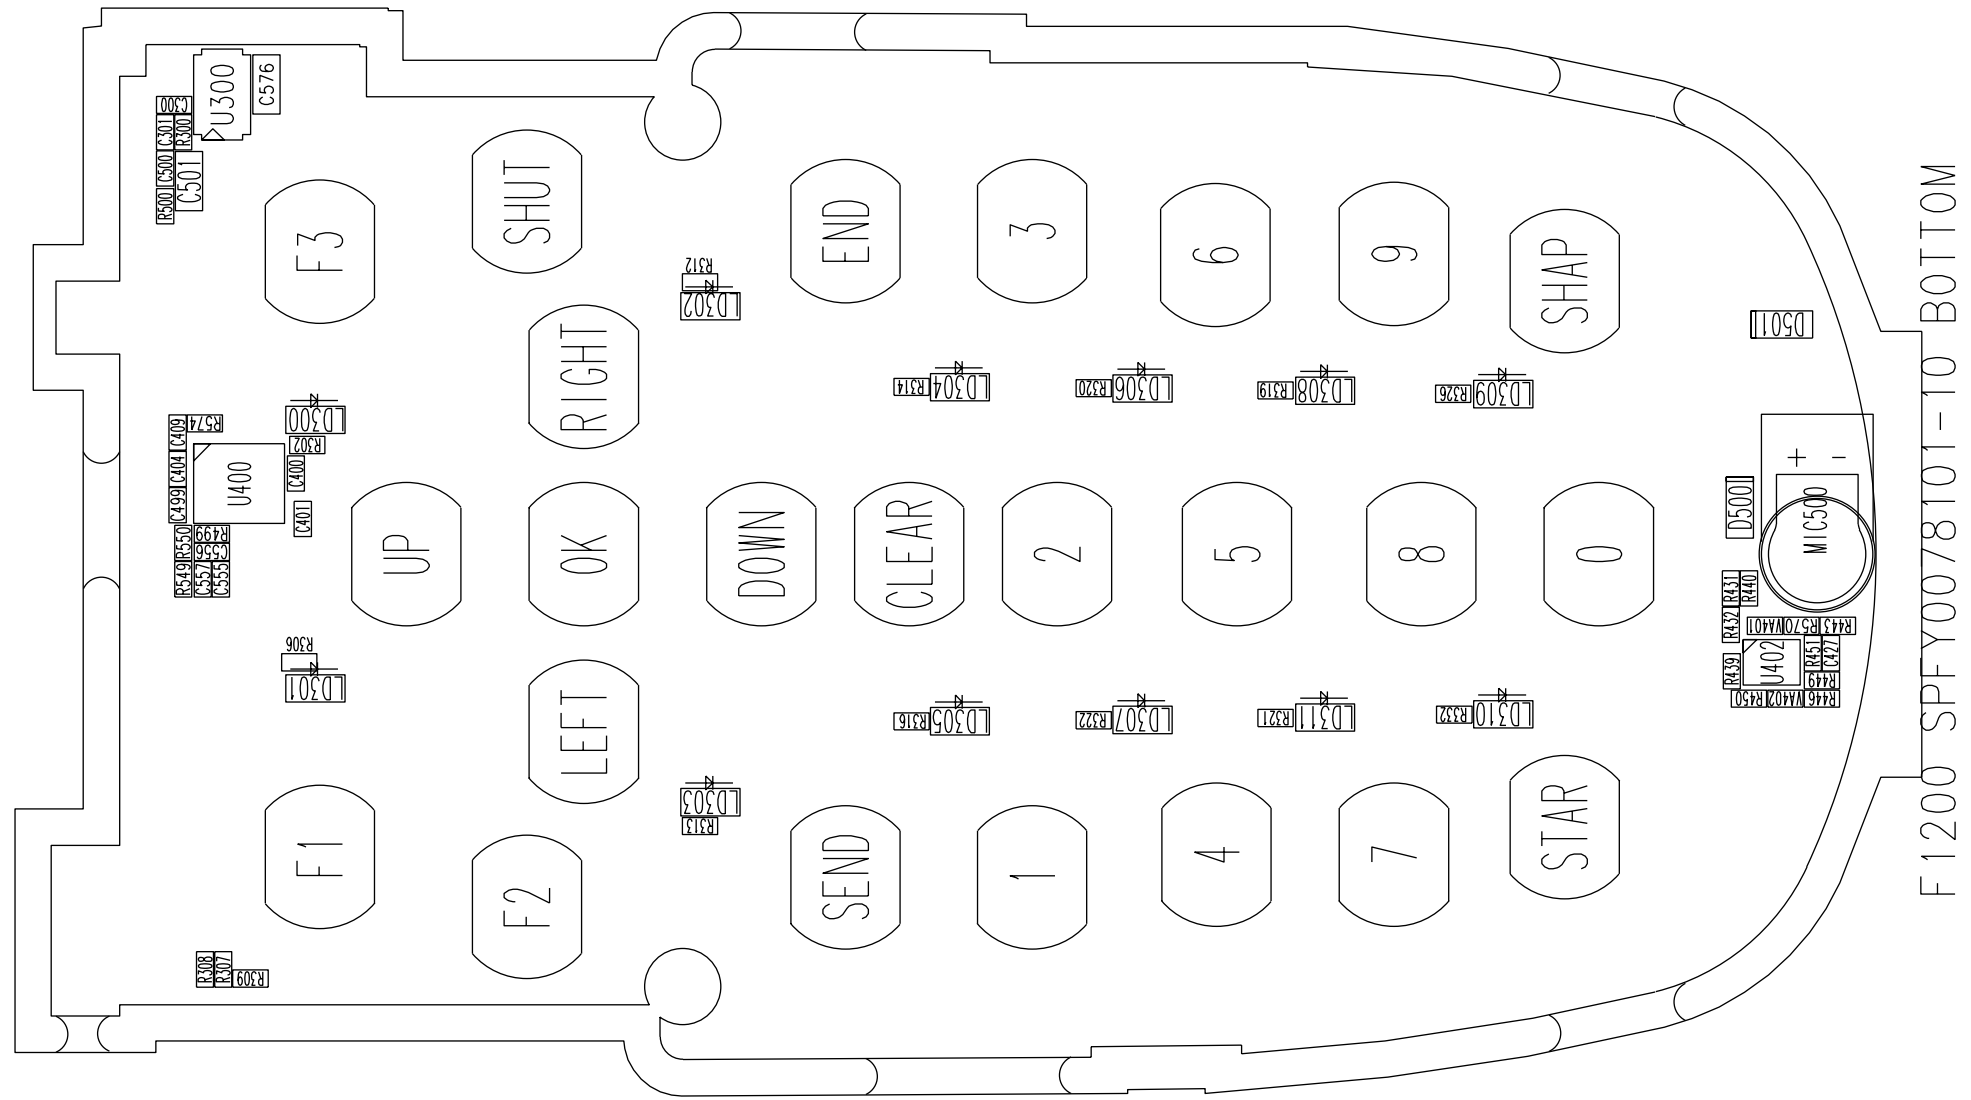 U300
C576
C300
C301
R300
C500
C501
R500
F3
SHUT
END
3
6
9
SHAP
R312
LD302
RIGHT
D501
LD300
R302
R314
LD304
R320
LD306
R319
LD308
R326
LD309
C409
R574
C404
C499
U400
C400
C401
R550
R499
C556
R549
C557
C555
UP
OK
DOWN
CLEAR
2
5
8
0
+
-
D500
MIC500
R431
R440
R432
VA401
R570
R443
R439
U402
R451
C427
R449
R450
VA402
R446
R306
LD301
LEFT
R316
LD305
R322
LD307
R321
LD311
R332
LD310
LD303
R313
F1
F2
SEND
1
4
7
STAR
R308
R307
R309
F1200 SPFY0078101-10 BOTTOM